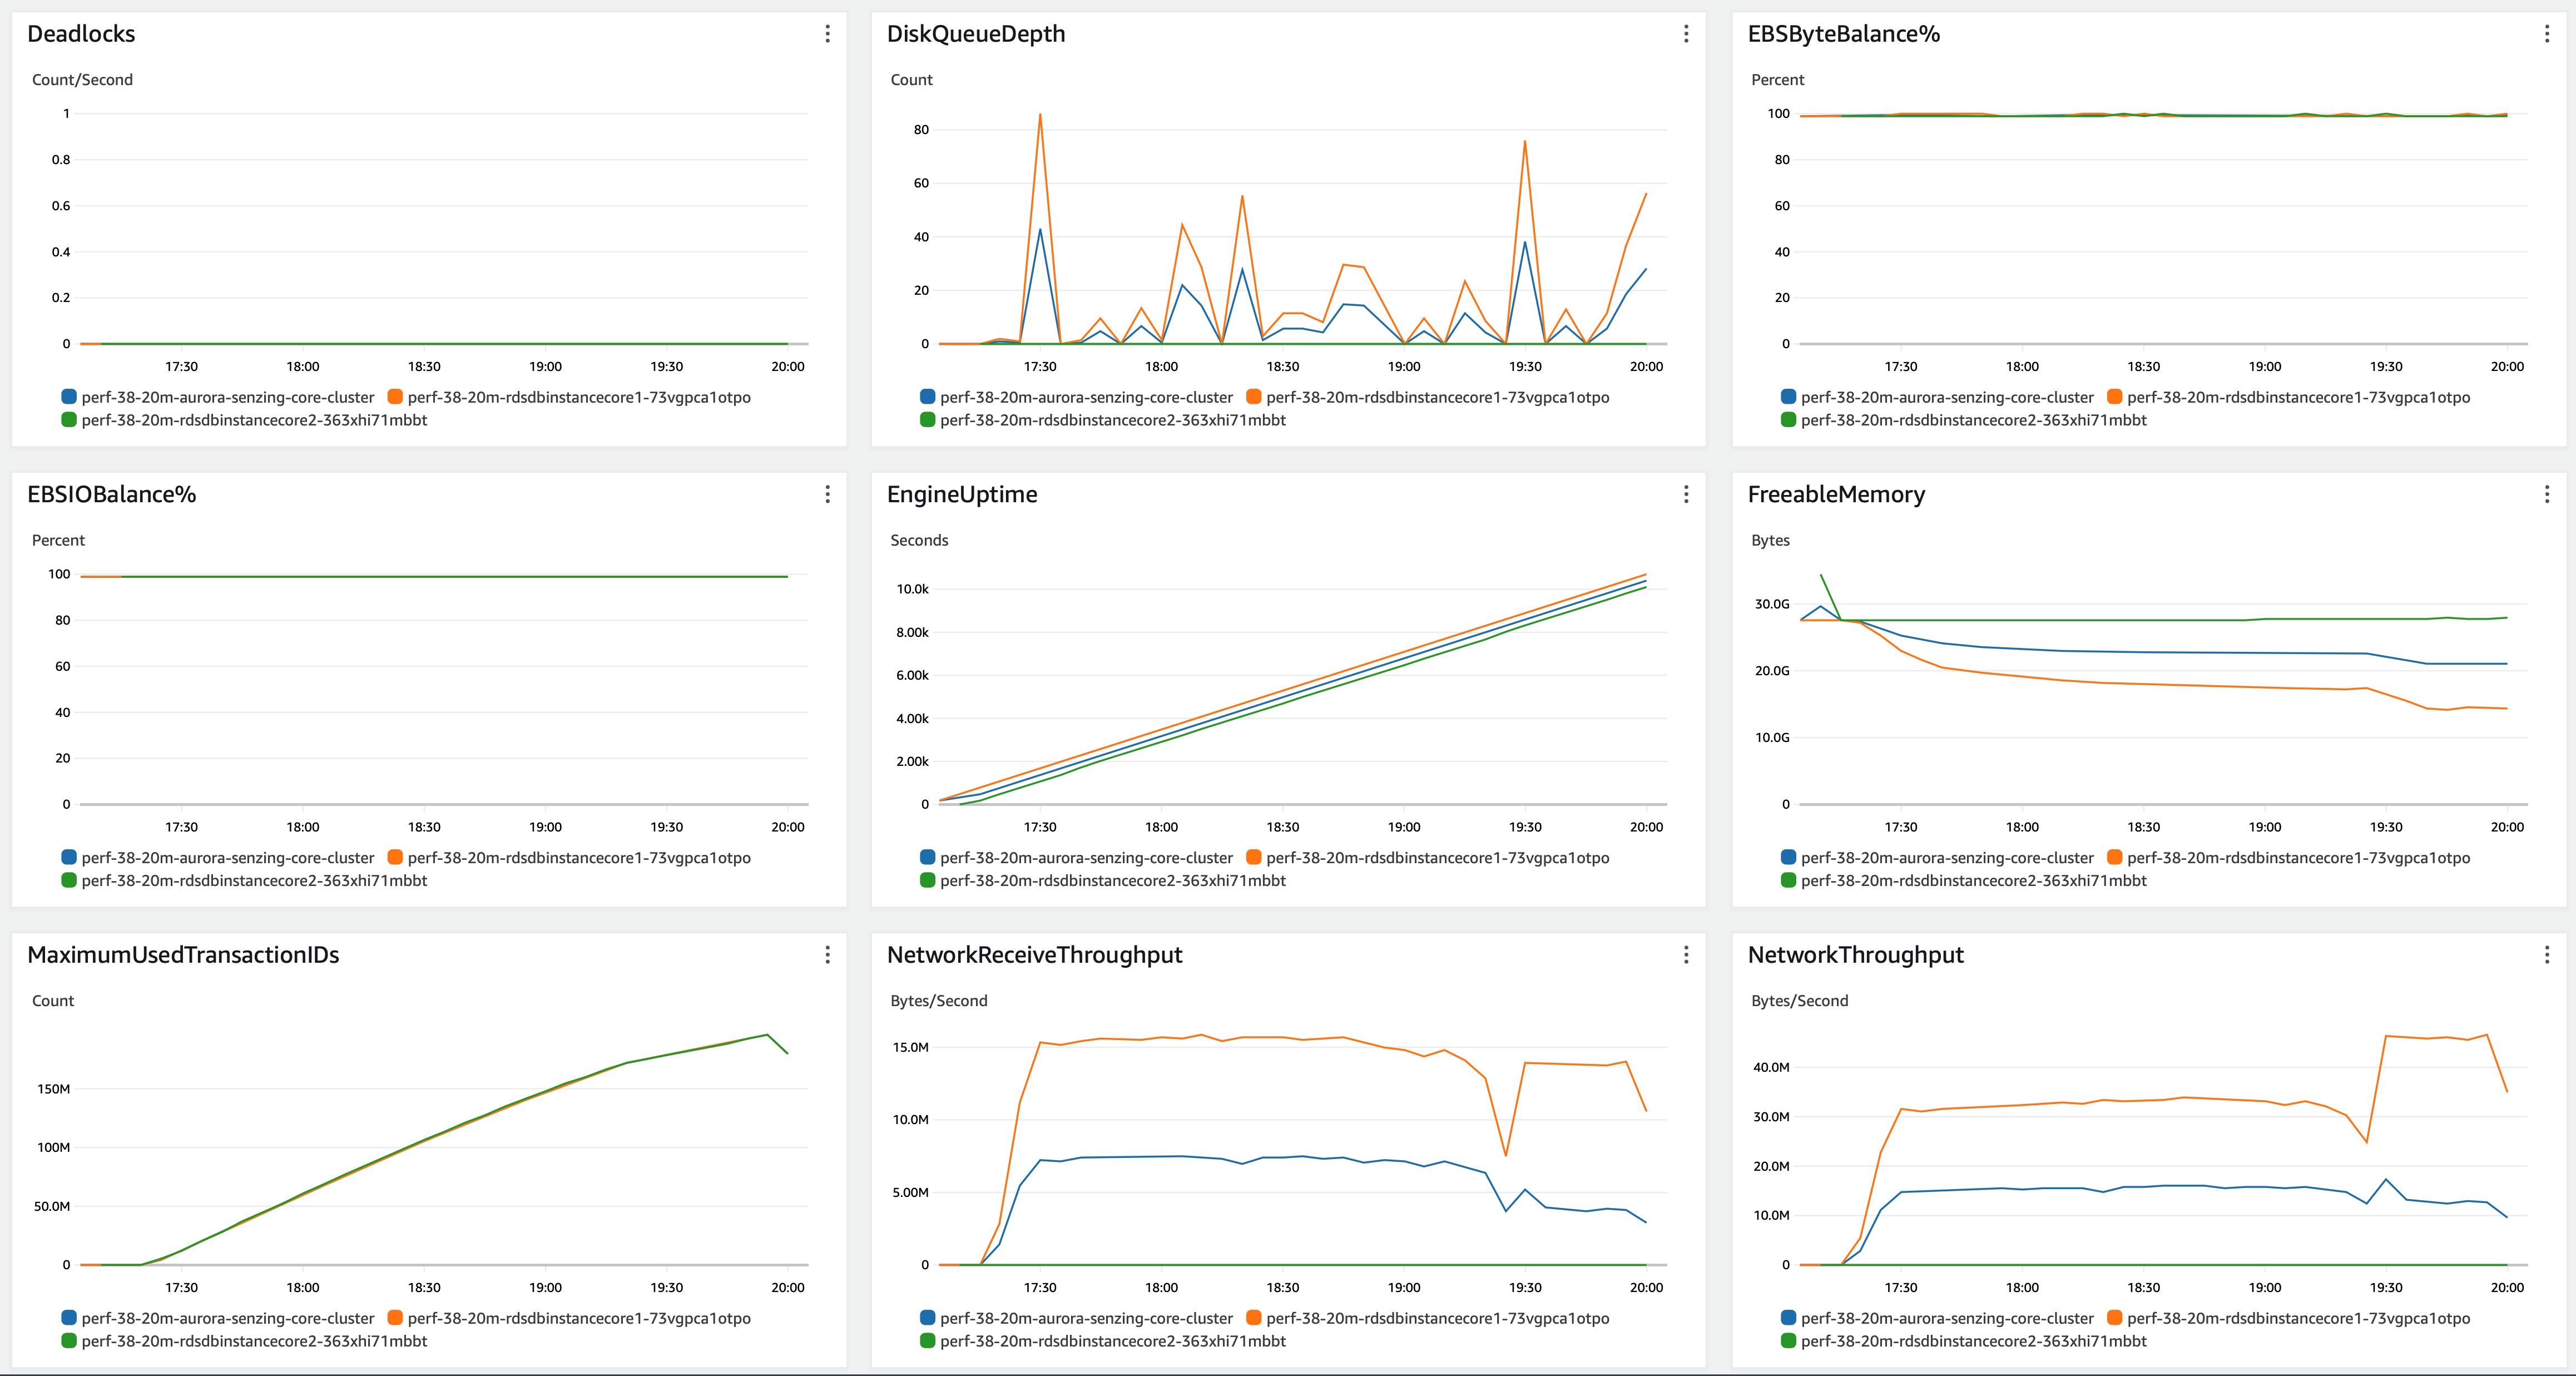 Deadlocks
Count/Second
1
0.8
0.6
0.4
0.2
0
17:30 18:00 18:30 19:00 19:30 20:00
perf-38-20m-aurora-senzing-core-cluster perf-38-20m-rdsdbinstancecore1-73vgpca1otpo
perf-38-20m-rdsdbinstancecore2-363xhi71mbbt
DiskQueueDepth
Count
80
60
40
20
0
17:30 18:00 18:30 19:00 19:30 20:00
perf-38-20m-aurora-senzing-core-cluster perf-38-20m-rdsdbinstancecore1-73vgpca1otpo
perf-38-20m-rdsdbinstancecore2-363xhi71mbbt
EBSByteBalance%
Percent
100
80
60
40
20
0
17:30 18:00 18:30 19:00 19:30 20:00
perf-38-20m-aurora-senzing-core-cluster perf-38-20m-rdsdbinstancecore1-73vgpca1otpo
perf-38-20m-rdsdbinstancecore2-363xhi71mbbt
EBSIOBalance%
Percent
100
80
60
40
20
0
17:30 18:00 18:30 19:00 19:30 20:00
perf-38-20m-aurora-senzing-core-cluster perf-38-20m-rdsdbinstancecore1-73vgpca1otpo
perf-38-20m-rdsdbinstancecore2-363xhi71mbbt
EngineUptime
Seconds
10.0k
8.00k
6.00k
4.00k
2.00k
0
17:30 18:00 18:30 19:00 19:30 20:00
perf-38-20m-aurora-senzing-core-cluster perf-38-20m-rdsdbinstancecore1-73vgpca1otpo
perf-38-20m-rdsdbinstancecore2-363xhi71mbbt
FreeableMemory
Bytes
30.0G
20.0G
10.0G
0
17:30 18:00 18:30 19:00 19:30 20:00
perf-38-20m-aurora-senzing-core-cluster perf-38-20m-rdsdbinstancecore1-73vgpca1otpo
perf-38-20m-rdsdbinstancecore2-363xhi71mbbt
MaximumUsedTransactionIDs
Count
150M
100M
50.0M
0
17:30 18:00 18:30 19:00 19:30 20:00
perf-38-20m-aurora-senzing-core-cluster perf-38-20m-rdsdbinstancecore1-73vgpca1otpo
perf-38-20m-rdsdbinstancecore2-363xhi71mbbt
NetworkReceiveThroughput
Bytes/Second
15.0M
10.0M
5.00M
0
17:30 18:00 18:30 19:00 19:30 20:00
perf-38-20m-aurora-senzing-core-cluster perf-38-20m-rdsdbinstancecore1-73vgpca1otpo
perf-38-20m-rdsdbinstancecore2-363xhi71mbbt
NetworkThroughput
Bytes/Second
40.0M
30.0M
20.0M
10.0M
0
17:30 18:00 18:30 19:00 19:30 20:00
perf-38-20m-aurora-senzing-core-cluster perf-38-20m-rdsdbinstancecore1-73vgpca1otpo
perf-38-20m-rdsdbinstancecore2-363xhi71mbbt